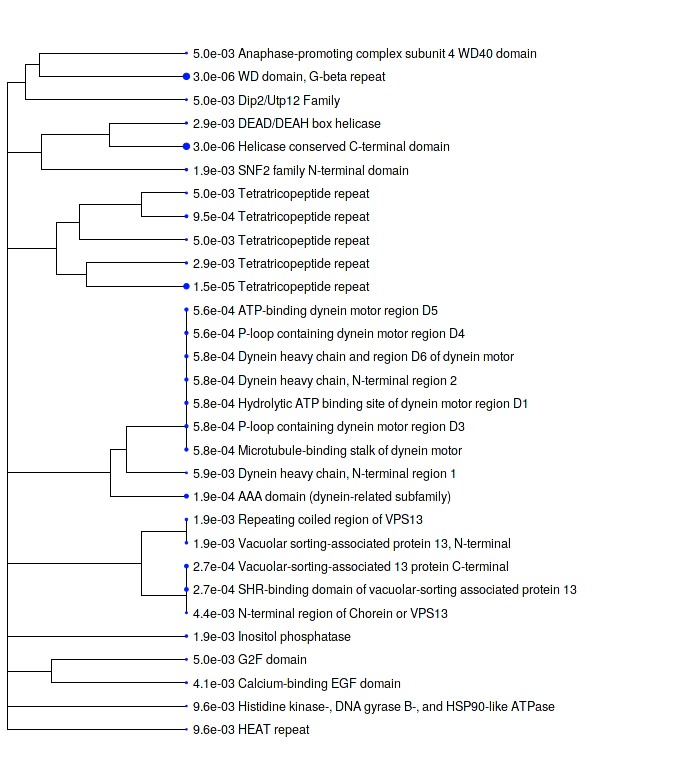 5.0e-03 Anaphase-promoting complex subunit 4 WD40 domain
3.0e-06 WD domain, G-beta repeat
5.0e-03 Dip2/Utp12 Family
2.9e-03 DEAD/DEAH box helicase
3.0e-06 Helicase conserved C-terminal domain
1.9e-03 SNF2 family N-terminal domain
5.0e-03 Tetratricopeptide repeat
9.5e-04 Tetratricopeptide repeat
5.0e-03 Tetratricopeptide repeat
2.9e-03 Tetratricopeptide repeat
1.5e-05 Tetratricopeptide repeat
5.6e-04 ATP-binding dynein motor region D5
5.6e-04 P-loop containing dynein motor region D4
5.8e-04 Dynein heavy chain and region D6 of dynein motor
5.8e-04 Dynein heavy chain, N-terminal region 2
5.8e-04 Hydrolytic ATP binding site of dynein motor region D1
5.8e-04 P-loop containing dynein motor region D3
5.8e-04 Microtubule-binding stalk of dynein motor
5.9e-03 Dynein heavy chain, N-terminal region 1
1.9e-04 AAA domain (dynein-related subfamily)
1.9e-03 Repeating coiled region of VPS13
1.9e-03 Vacuolar sorting-associated protein 13, N-terminal
2.7e-04 Vacuolar-sorting-associated 13 protein C-terminal
2.7e-04 SHR-binding domain of vacuolar-sorting associated protein 13
4.4e-03 N-terminal region of Chorein or VPS13
1.9e-03 Inositol phosphatase
5.0e-03 G2F domain
4.1e-03 Calcium-binding EGF domain
9.6e-03 Histidine kinase-, DNA gyrase B-, and HSP90-like ATPase
9.6e-03 HEAT repeat